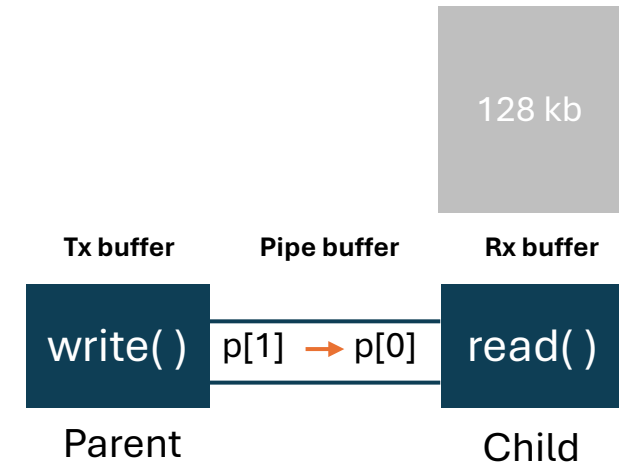 128 kb
Tx buffer Pipe buffer Rx buffer
write( ) p[1] → p[0] read( )
Parent Child